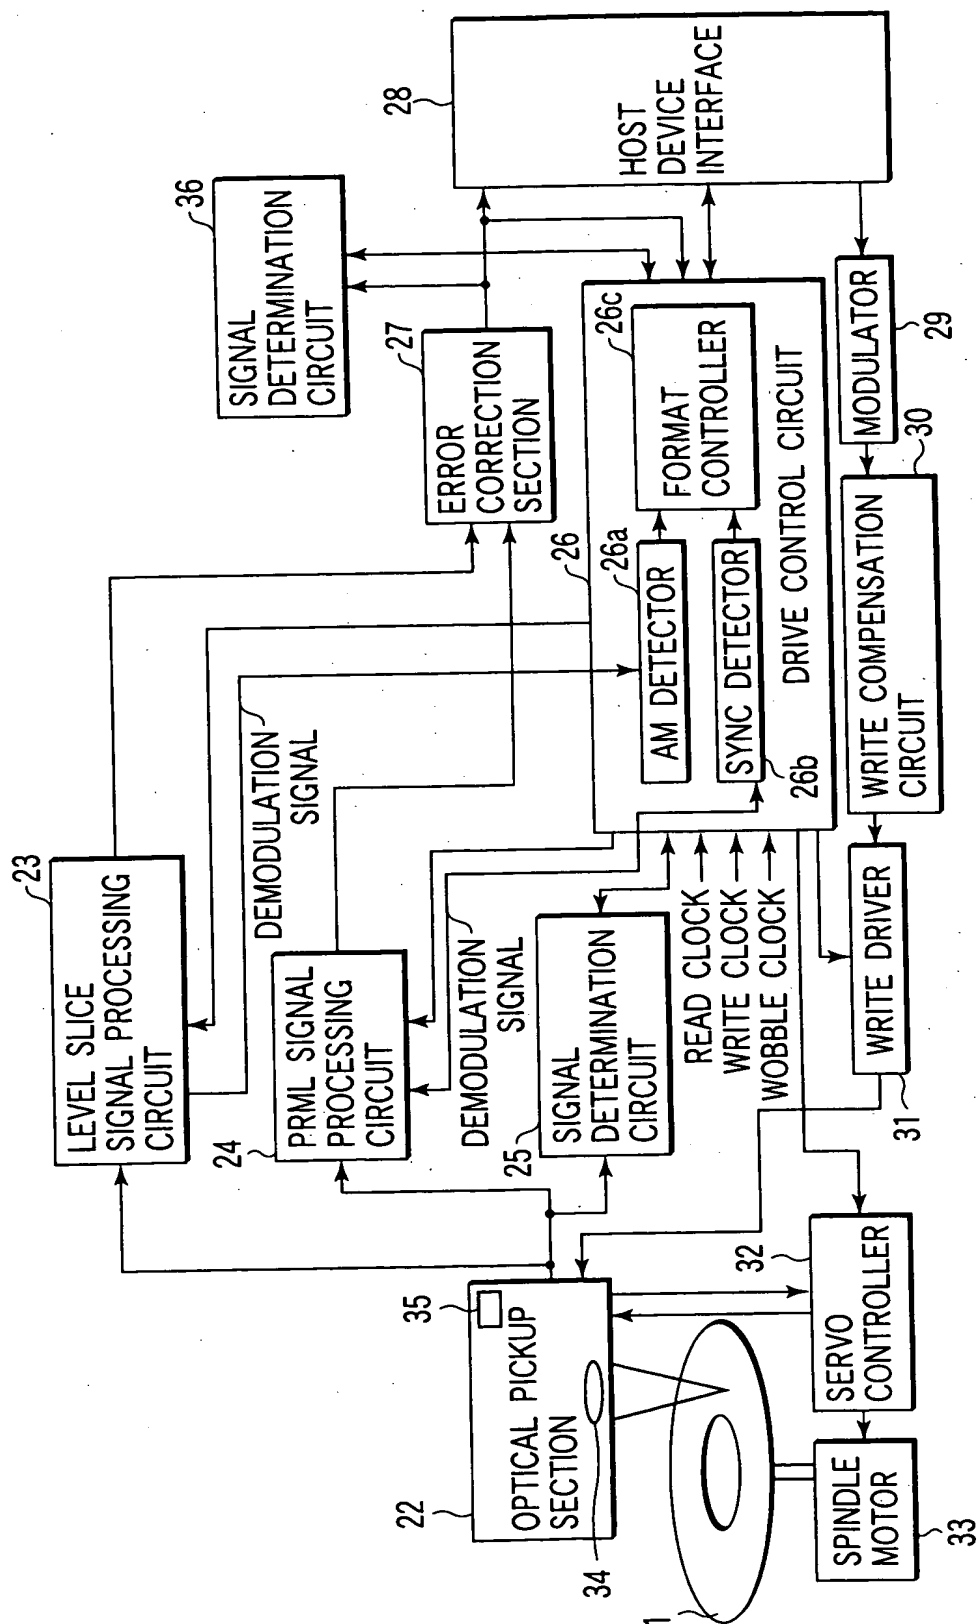 28
HOST
DEVICE
INTERFACE
36
SIGNAL
DETERMINATION
CIRCUIT
27
ERROR
CORRECTION
SECTION
26
26a
AM DETECTOR
26b
SYNC DETECTOR
26c
FORMAT
CONTROLLER
DRIVE CONTROL CIRCUIT
29
MODULATOR
30
WRITE COMPENSATION
CIRCUIT
31
WRITE DRIVER
23
LEVEL SLICE
SIGNAL PROCESSING
CIRCUIT
DEMODULATION
SIGNAL
24
PRML SIGNAL
PROCESSING
CIRCUIT
DEMODULATION
SIGNAL
25
SIGNAL
DETERMINATION
CIRCUIT
READ CLOCK
WRITE CLOCK
WOBBLE CLOCK
22
35
OPTICAL PICKUP
SECTION
34
1
32
SERVO
CONTROLLER
33
SPINDLE
MOTOR